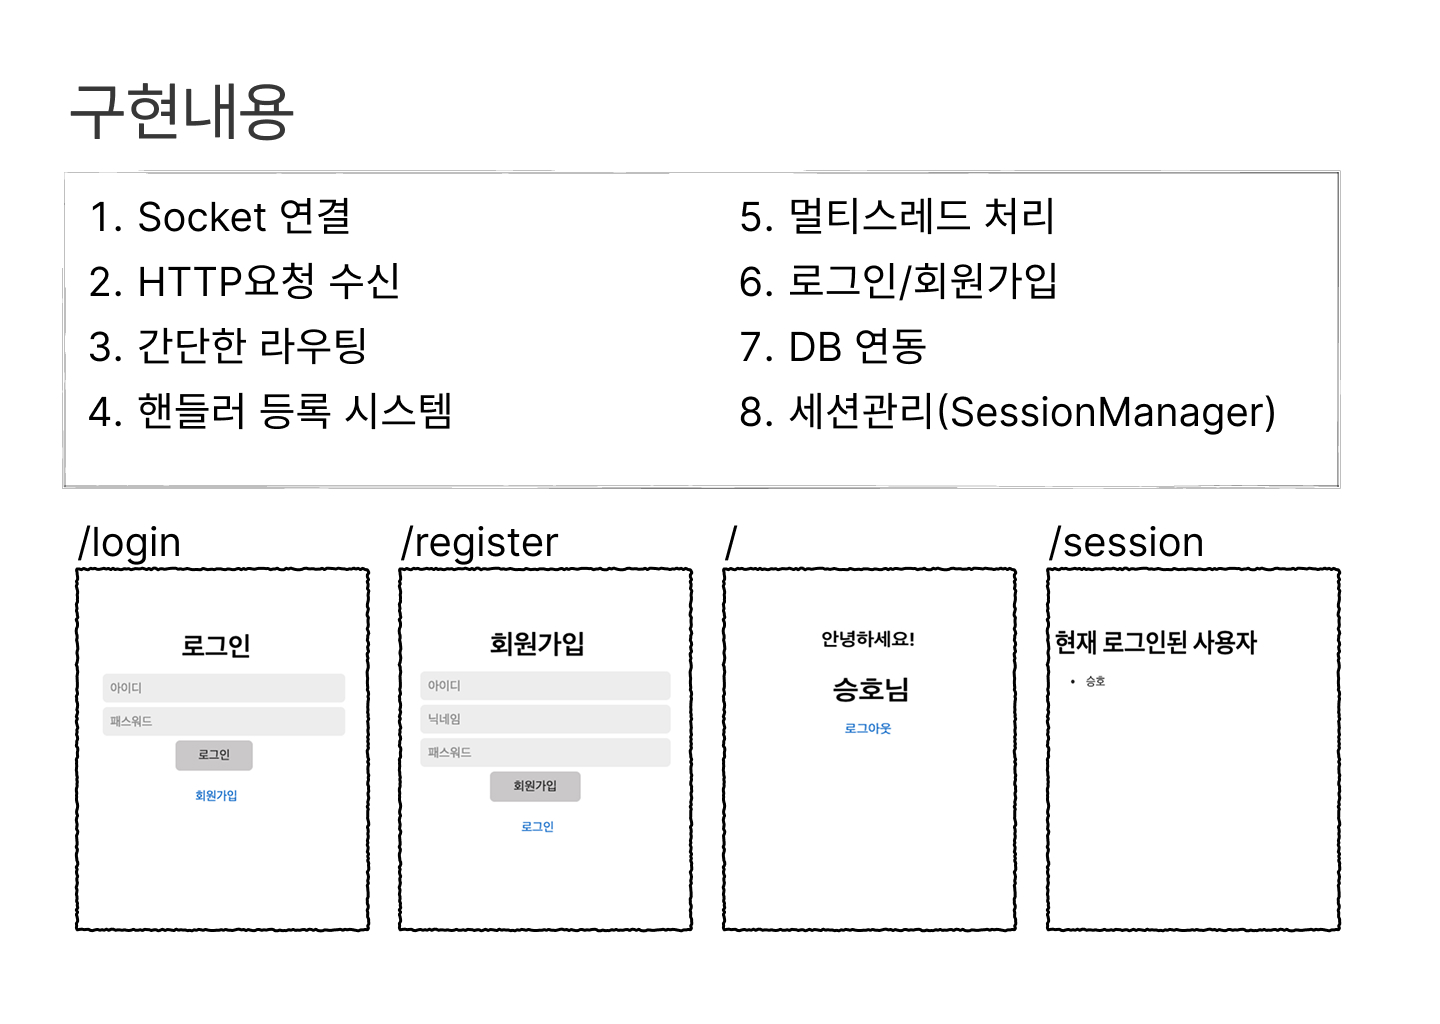 구현내용
1. Socket 연결
2. HTTP요청 수신
3. 간단한 라우팅
4. 핸들러 등록 시스템
5. 멀티스레드 처리
6. 로그인/회원가입
7. DB 연동
8. 세션관리(SessionManager)
/login
로그인
아이디
패스워드
로그인
회원가입
/register
회원가입
아이디
닉네임
패스워드
회원가입
로그인
/
안녕하세요!
승호님
로그아웃
/session
현재 로그인된 사용자
• 승호